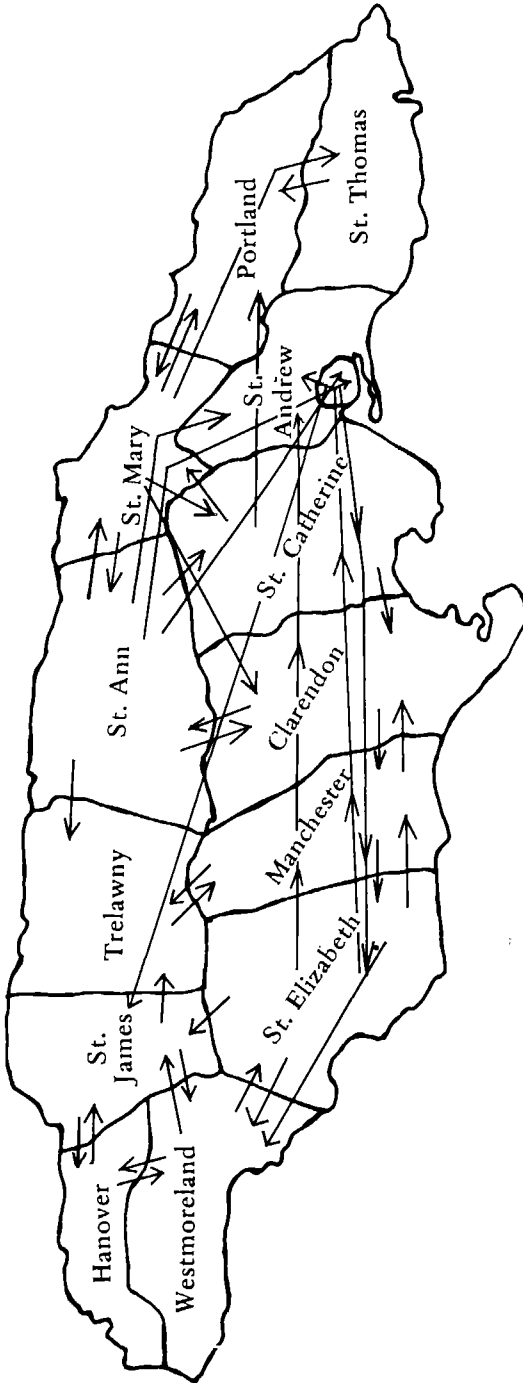 Hanover
Westmoreland
St.
James
Trelawny
St. Ann
St. Mary
Portland
St. Elizabeth
Manchester
Clarendon
St. Catherine
St.
Andrew
St. Thomas